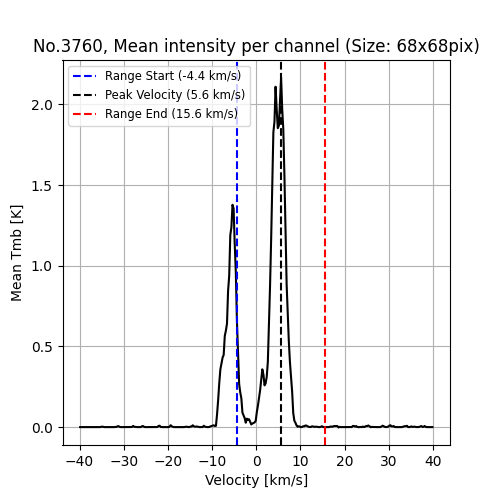 No.3760, Mean intensity per channel (Size: 68x68pix)
Range Start (-4.4 km/s)
Peak Velocity (5.6 km/s)
Range End (15.6 km/s)
2.0
1.5
1.0
0.5
0.0
Mean Tmb [K]
−40 −30 −20 −10 0 10 20 30 40
Velocity [km/s]